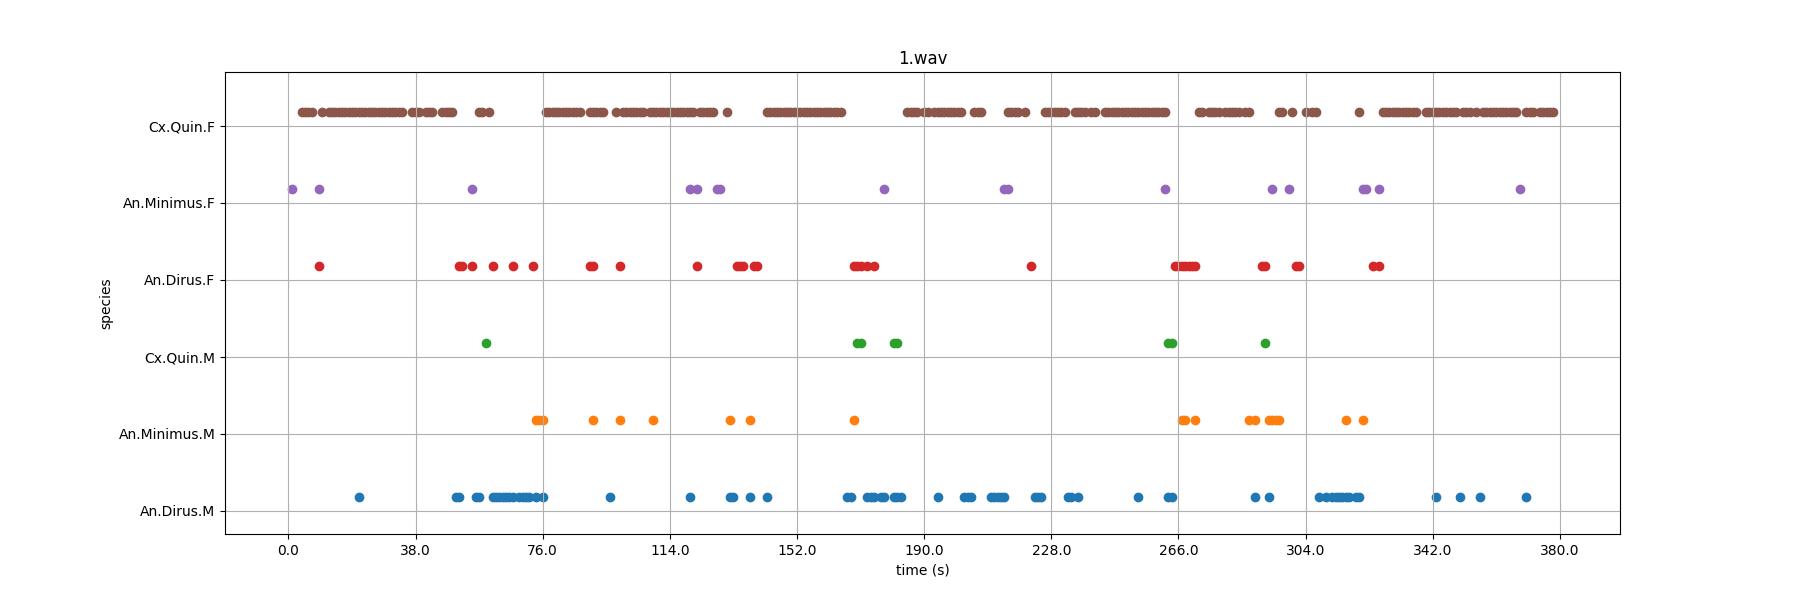 1.wav
species
Cx.Quin.F
An.Minimus.F
An.Dirus.F
Cx.Quin.M
An.Minimus.M
An.Dirus.M
0.0 38.0 76.0 114.0 152.0 190.0 228.0 266.0 304.0 342.0 380.0
time (s)